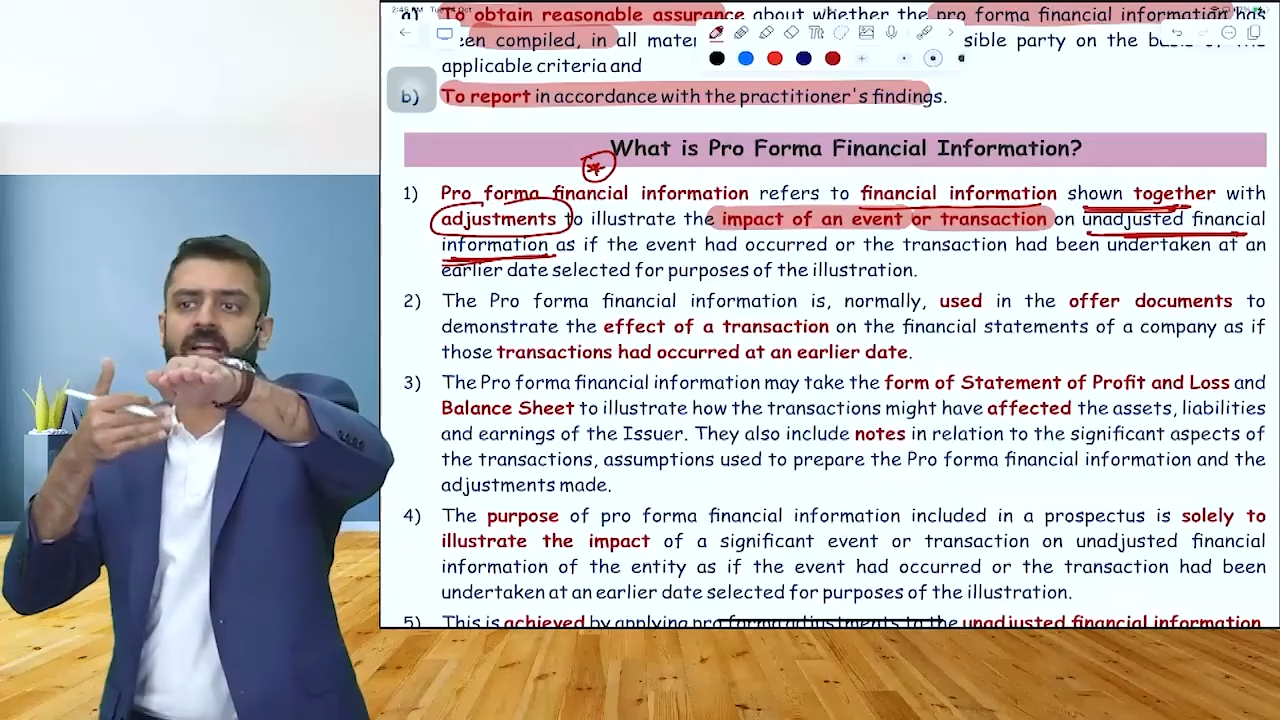 2:46 PM Tue Oct
a) To obtain reasonable assurance about whether the pro forma financial information has
been compiled, in all mater sible party on the basis of the
applicable criteria and
b) To report in accordance with the practitioner's findings.
What is Pro Forma Financial Information?
1) Pro forma financial information refers to financial information shown together with
adjustments to illustrate the impact of an event or transaction on unadjusted financial
information as if the event had occurred or the transaction had been undertaken at an
earlier date selected for purposes of the illustration.
2) The Pro forma financial information is, normally, used in the offer documents to
demonstrate the effect of a transaction on the financial statements of a company as if
those transactions had occurred at an earlier date.
3) The Pro forma financial information may take the form of Statement of Profit and Loss and
Balance Sheet to illustrate how the transactions might have affected the assets, liabilities
and earnings of the Issuer. They also include notes in relation to the significant aspects of
the transactions, assumptions used to prepare the Pro forma financial information and the
adjustments made.
4) The purpose of pro forma financial information included in a prospectus is solely to
illustrate the impact of a significant event or transaction on unadjusted financial
information of the entity as if the event had occurred or the transaction had been
undertaken at an earlier date selected for purposes of the illustration.
5) This is achieved by applying pro forma adjustments to the unadjusted financial information.